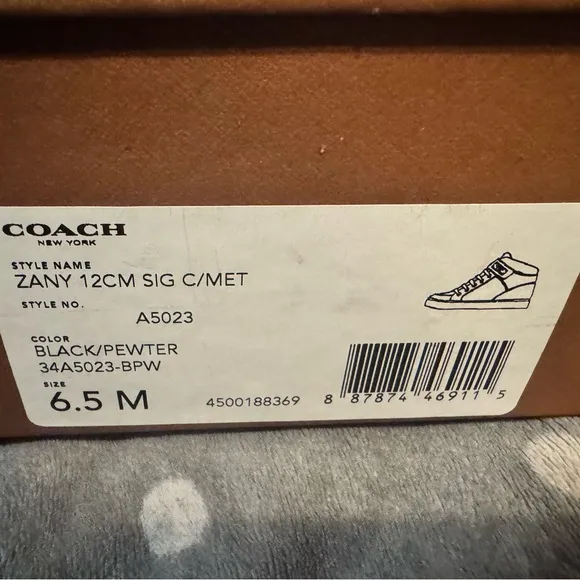 COACH
NEW YORK
STYLE NAME
ZANY 12CM SIG C/MET
STYLE NO.
A5023
COLOR
BLACK/PEWTER
34A5023-BPW
SIZE
6.5 M
4500188369
8 87874 46911 5